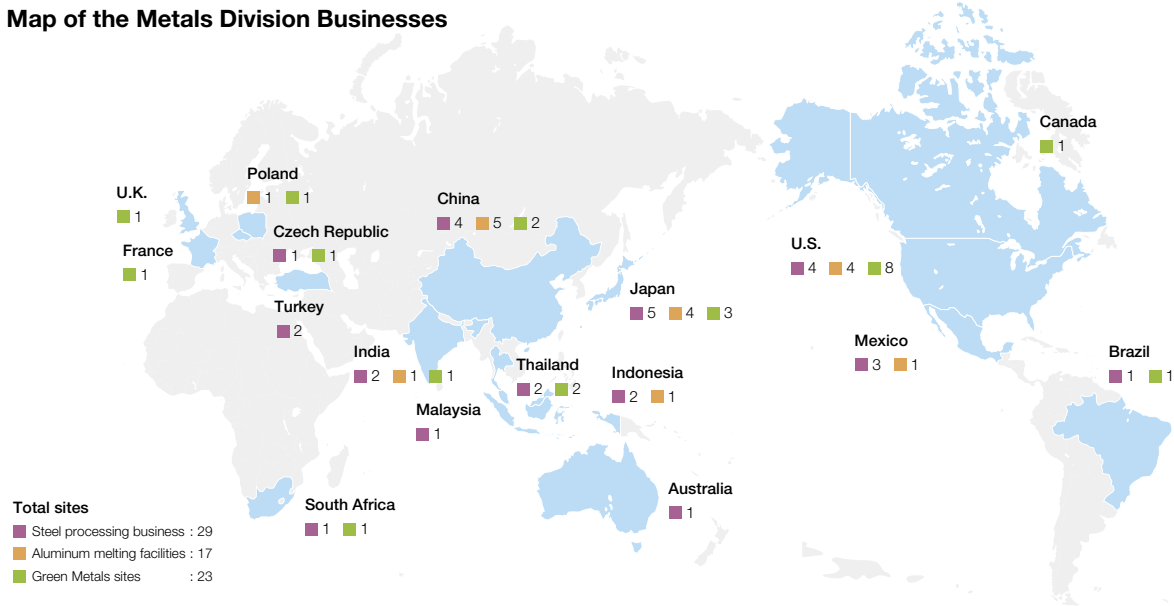 Map of the Metals Division Businesses
Canada
1
Poland
1 1
U.K.
1
China
4 5 2
Czech Republic
1 1
France
1
U.S.
4 4 8
Japan
5 4 3
Turkey
2
Mexico
3 1
India
2 1 1
Brazil
1 1
Thailand
2 2
Indonesia
2 1
Malaysia
1
Australia
1
South Africa
1 1
Total sites
Steel processing business : 29
Aluminum melting facilities : 17
Green Metals sites : 23